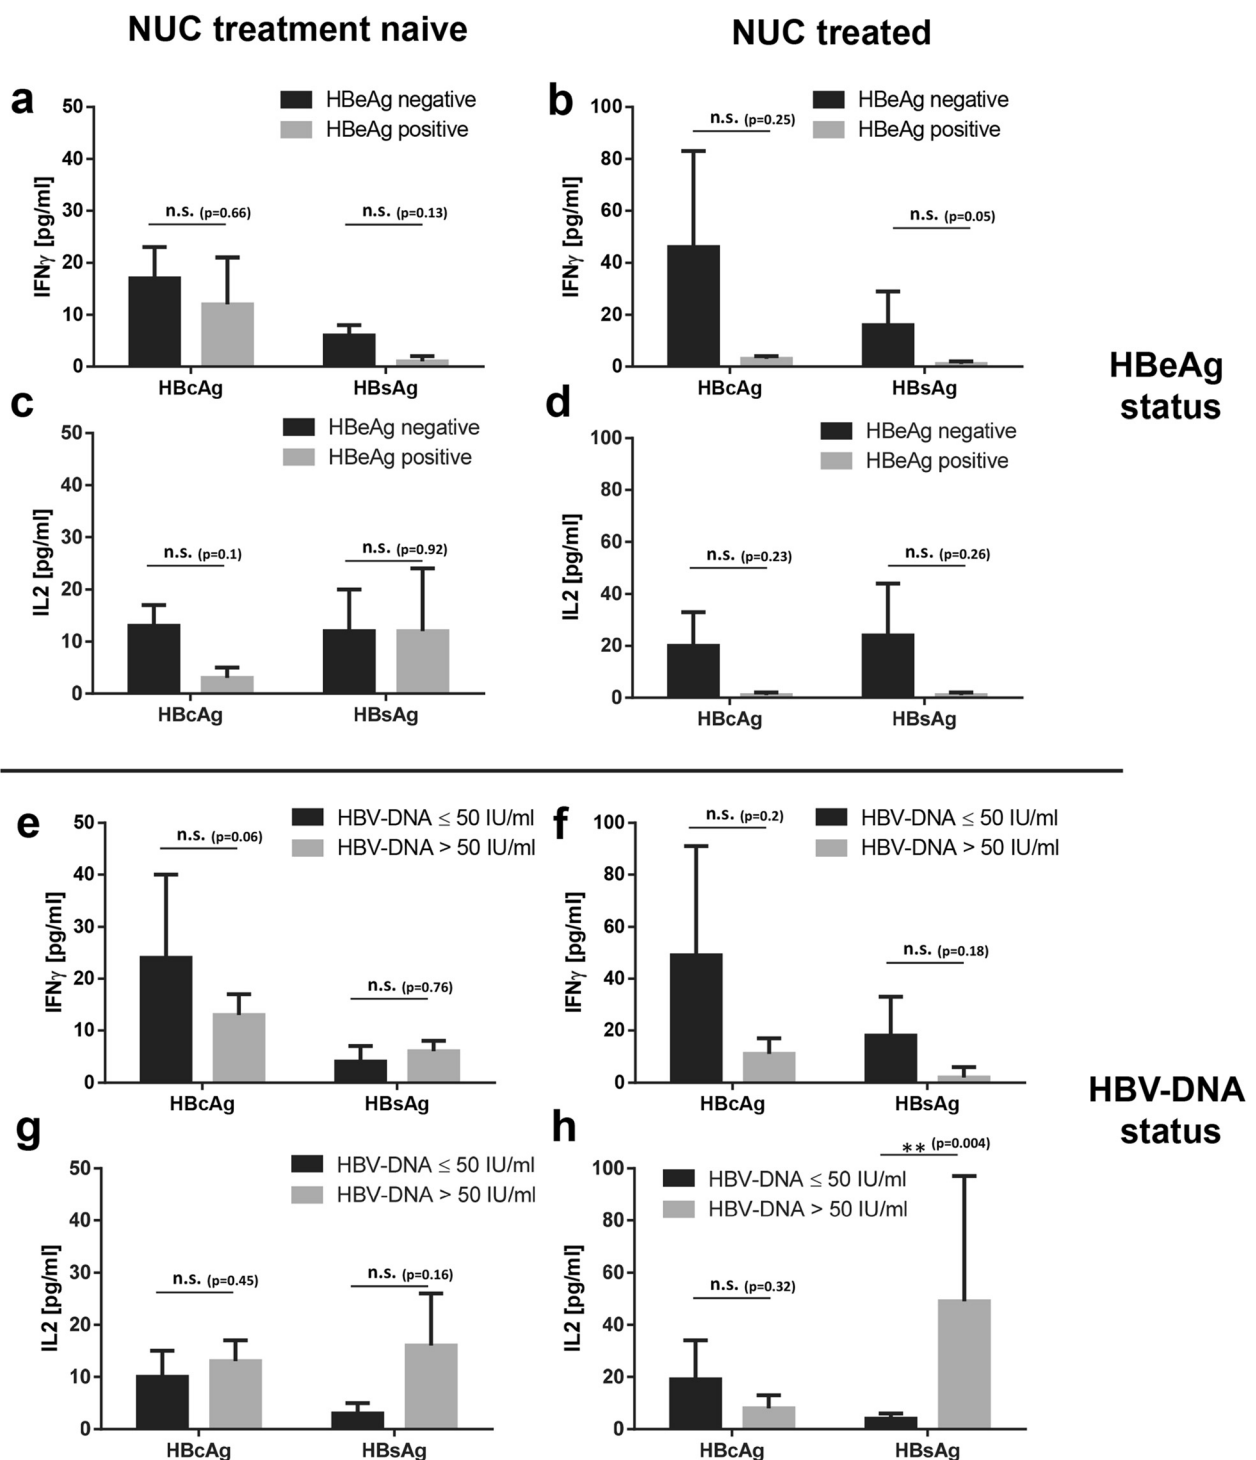 NUC treatment naive
NUC treated
a
HBeAg negative
HBeAg positive
50
40
30
20
10
0
IFNγ [pg/ml]
n.s. (p=0.66)
n.s. (p=0.13)
HBcAg
HBsAg
b
HBeAg negative
HBeAg positive
100
80
60
40
20
0
IFNγ [pg/ml]
n.s. (p=0.25)
n.s. (p=0.05)
HBcAg
HBsAg
HBeAg
status
c
HBeAg negative
HBeAg positive
50
40
30
20
10
0
IL2 [pg/ml]
n.s. (p=0.1)
n.s. (p=0.92)
HBcAg
HBsAg
d
HBeAg negative
HBeAg positive
100
80
60
40
20
0
IL2 [pg/ml]
n.s. (p=0.23)
n.s. (p=0.26)
HBcAg
HBsAg
e
HBV-DNA ≤ 50 IU/ml
HBV-DNA > 50 IU/ml
50
40
30
20
10
0
IFNγ [pg/ml]
n.s. (p=0.06)
n.s. (p=0.76)
HBcAg
HBsAg
f
HBV-DNA ≤ 50 IU/ml
HBV-DNA > 50 IU/ml
100
80
60
40
20
0
IFNγ [pg/ml]
n.s. (p=0.2)
n.s. (p=0.18)
HBcAg
HBsAg
HBV-DNA
status
g
HBV-DNA ≤ 50 IU/ml
HBV-DNA > 50 IU/ml
50
40
30
20
10
0
IL2 [pg/ml]
n.s. (p=0.45)
n.s. (p=0.16)
HBcAg
HBsAg
h
HBV-DNA ≤ 50 IU/ml
HBV-DNA > 50 IU/ml
100
80
60
40
20
0
IL2 [pg/ml]
n.s. (p=0.32)
** (p=0.004)
HBcAg
HBsAg